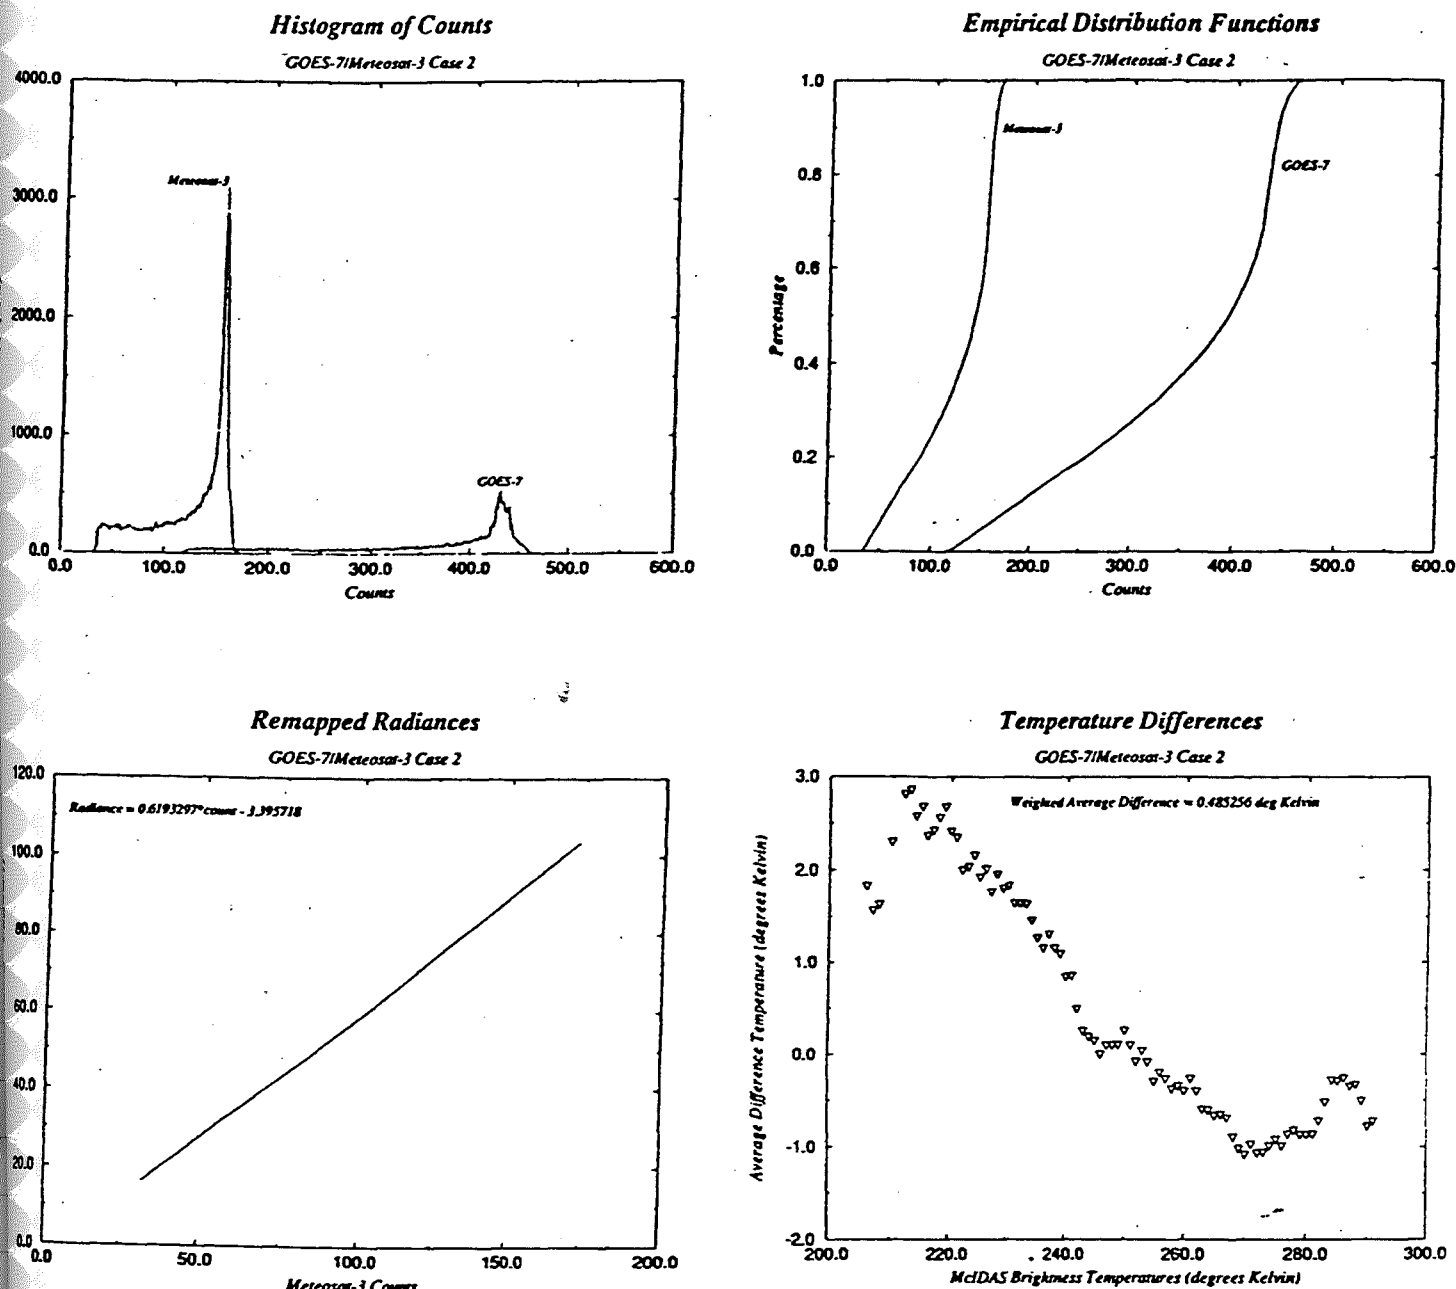 Histogram of Counts
GOES-7/Meteosat-3 Case 2
4000.0
3000.0
2000.0
1000.0
0.0
Meteosat-3
GOES-7
0.0 100.0 200.0 300.0 400.0 500.0 600.0
Counts
Empirical Distribution Functions
GOES-7/Meteosat-3 Case 2
1.0
0.8
0.6
0.4
0.2
0.0
Percentage
Meteosat-3
GOES-7
0.0 100.0 200.0 300.0 400.0 500.0 600.0
Counts
Remapped Radiances
GOES-7/Meteosat-3 Case 2
120.0
100.0
80.0
60.0
40.0
20.0
0.0
Radiance = 0.6193297*count - 3.395718
0.0 50.0 100.0 150.0 200.0
Meteosat-3 Counts
Temperature Differences
GOES-7/Meteosat-3 Case 2
3.0
2.0
1.0
0.0
-1.0
-2.0
Average Difference Temperature (degrees Kelvin)
Weighted Average Difference = 0.485256 deg Kelvin
200.0 220.0 240.0 260.0 280.0 300.0
McIDAS Brightness Temperatures (degrees Kelvin)